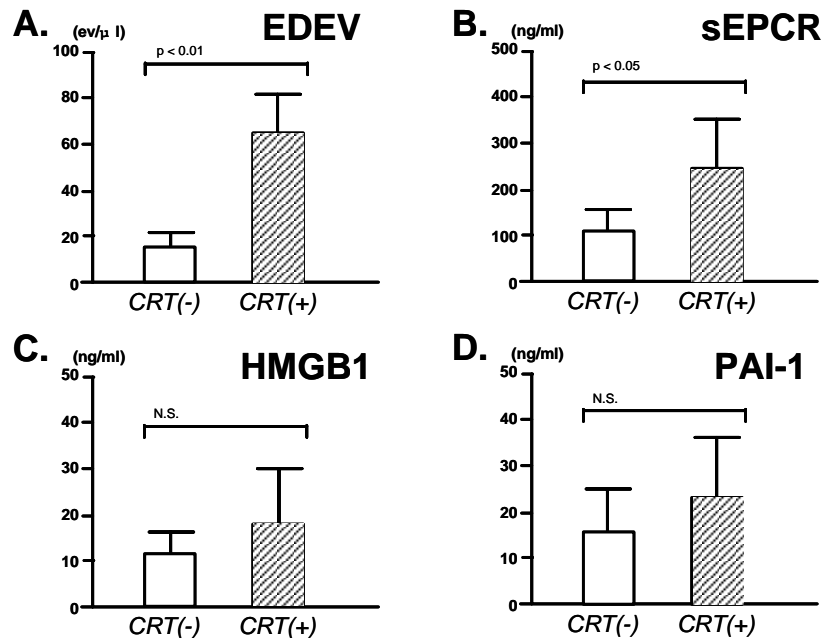 A. (ev/μ l) EDEV
p < 0.01
100
80
60
40
20
0
CRT(-) CRT(+)
B. (ng/ml) sEPCR
p < 0.05
500
400
300
200
100
0
CRT(-) CRT(+)
C. (ng/ml) HMGB1
N.S.
50
40
30
20
10
0
CRT(-) CRT(+)
D. (ng/ml) PAI-1
N.S.
50
40
30
20
10
0
CRT(-) CRT(+)